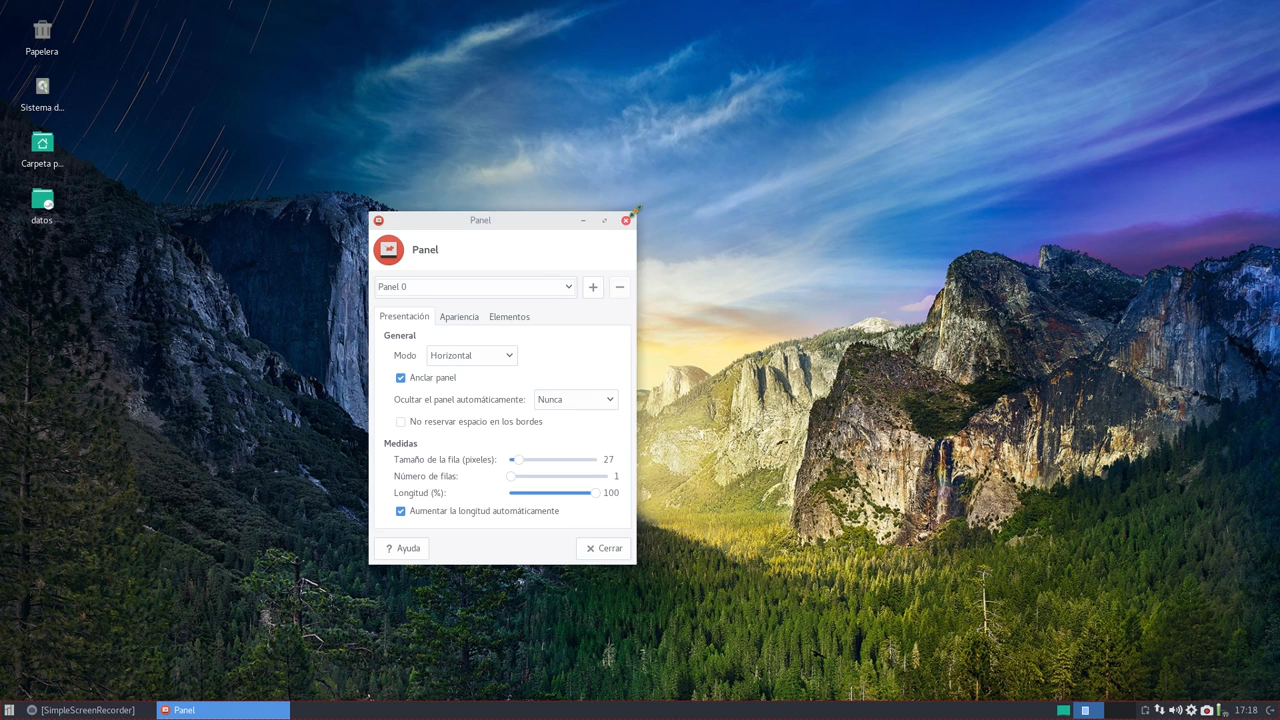 Papelera
Sistema d...
Carpeta p...
datos
Panel
Panel
Panel 0
Presentación Apariencia Elementos
General
Modo Horizontal
Anclar panel
Ocultar el panel automáticamente: Nunca
No reservar espacio en los bordes
Medidas
Tamaño de la fila (píxeles): 27
Número de filas: 1
Longitud (%): 100
Aumentar la longitud automáticamente
? Ayuda Cerrar
[SimpleScreenRecorder] Panel 17:18